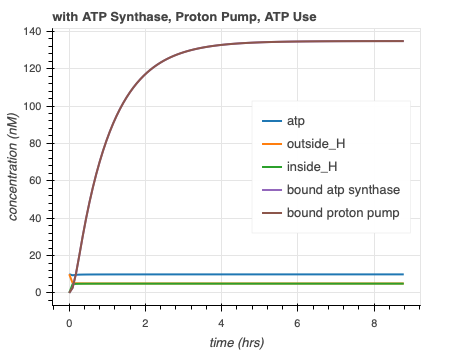 with ATP Synthase, Proton Pump, ATP Use
concentration (nM)
140
120
100
80
60
40
20
0
atp
outside_H
inside_H
bound atp synthase
bound proton pump
0 2 4 6 8
time (hrs)